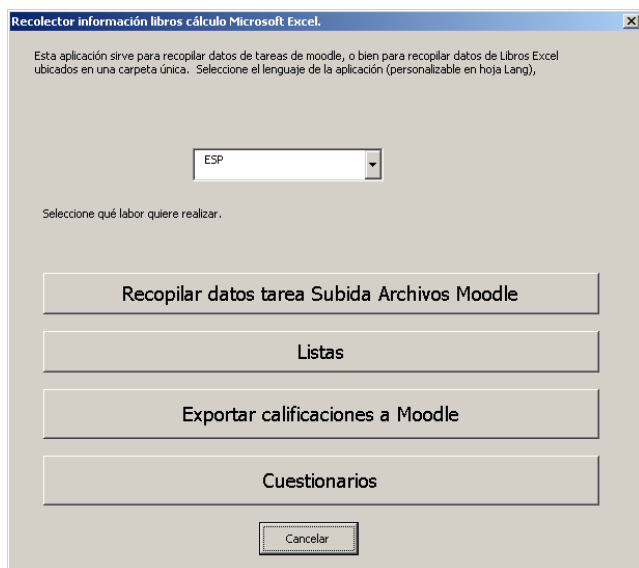 Recolector información libros cálculo Microsoft Excel.
Esta aplicación sirve para recopilar datos de tareas de moodle, o bien para recopilar datos de Libros Excel
ubicados en una carpeta única. Seleccione el lenguaje de la aplicación (personalizable en hoja Lang),
ESP
Seleccione qué labor quiere realizar.
Recopilar datos tarea Subida Archivos Moodle
Listas
Exportar calificaciones a Moodle
Cuestionarios
Cancelar